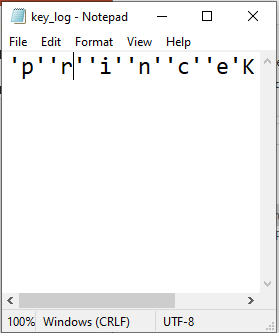 key_log - Notepad
File Edit Format View Help
'p''r''i''n''c''e'K
100% Windows (CRLF) UTF-8